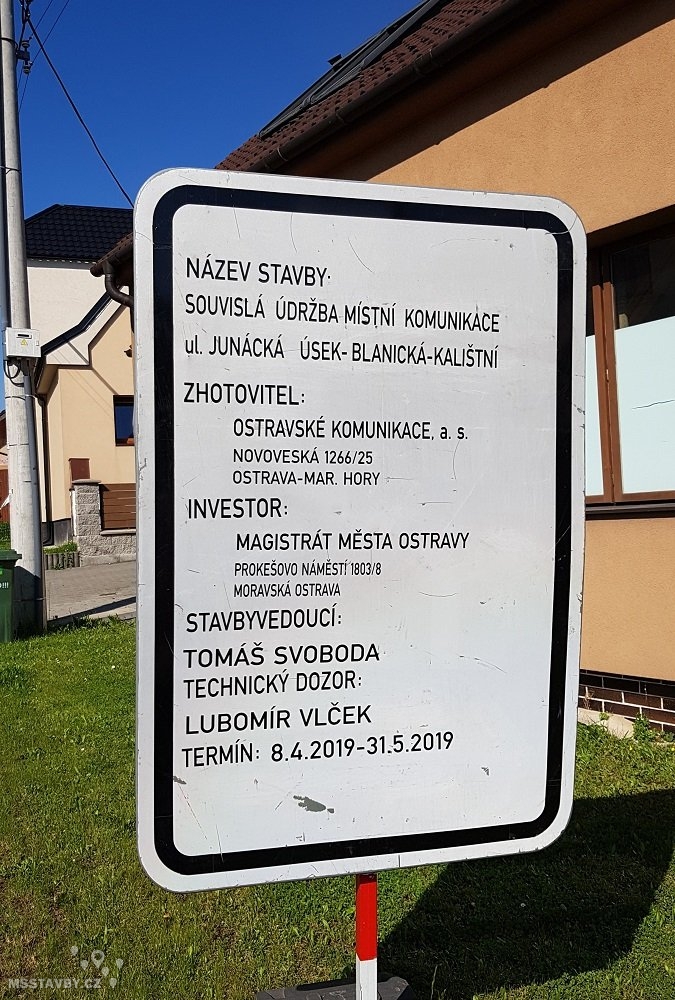 NÁZEV STAVBY:
SOUVISLÁ ÚDRŽBA MÍSTNÍ KOMUNIKACE
ul. JUNÁCKÁ ÚSEK-BLANICKÁ-KALIŠTNÍ
ZHOTOVITEL:
OSTRAVSKÉ KOMUNIKACE, a. s.
NOVOVESKÁ 1266/25
OSTRAVA-MAR. HORY
INVESTOR:
MAGISTRÁT MĚSTA OSTRAVY
PROKEŠOVO NÁMĚSTÍ 1803/8
MORAVSKÁ OSTRAVA
STAVBYVEDOUCÍ:
TOMÁŠ SVOBODA
TECHNICKÝ DOZOR:
LUBOMÍR VLČEK
TERMÍN: 8.4.2019-31.5.2019
MSSTAVBY.CZ